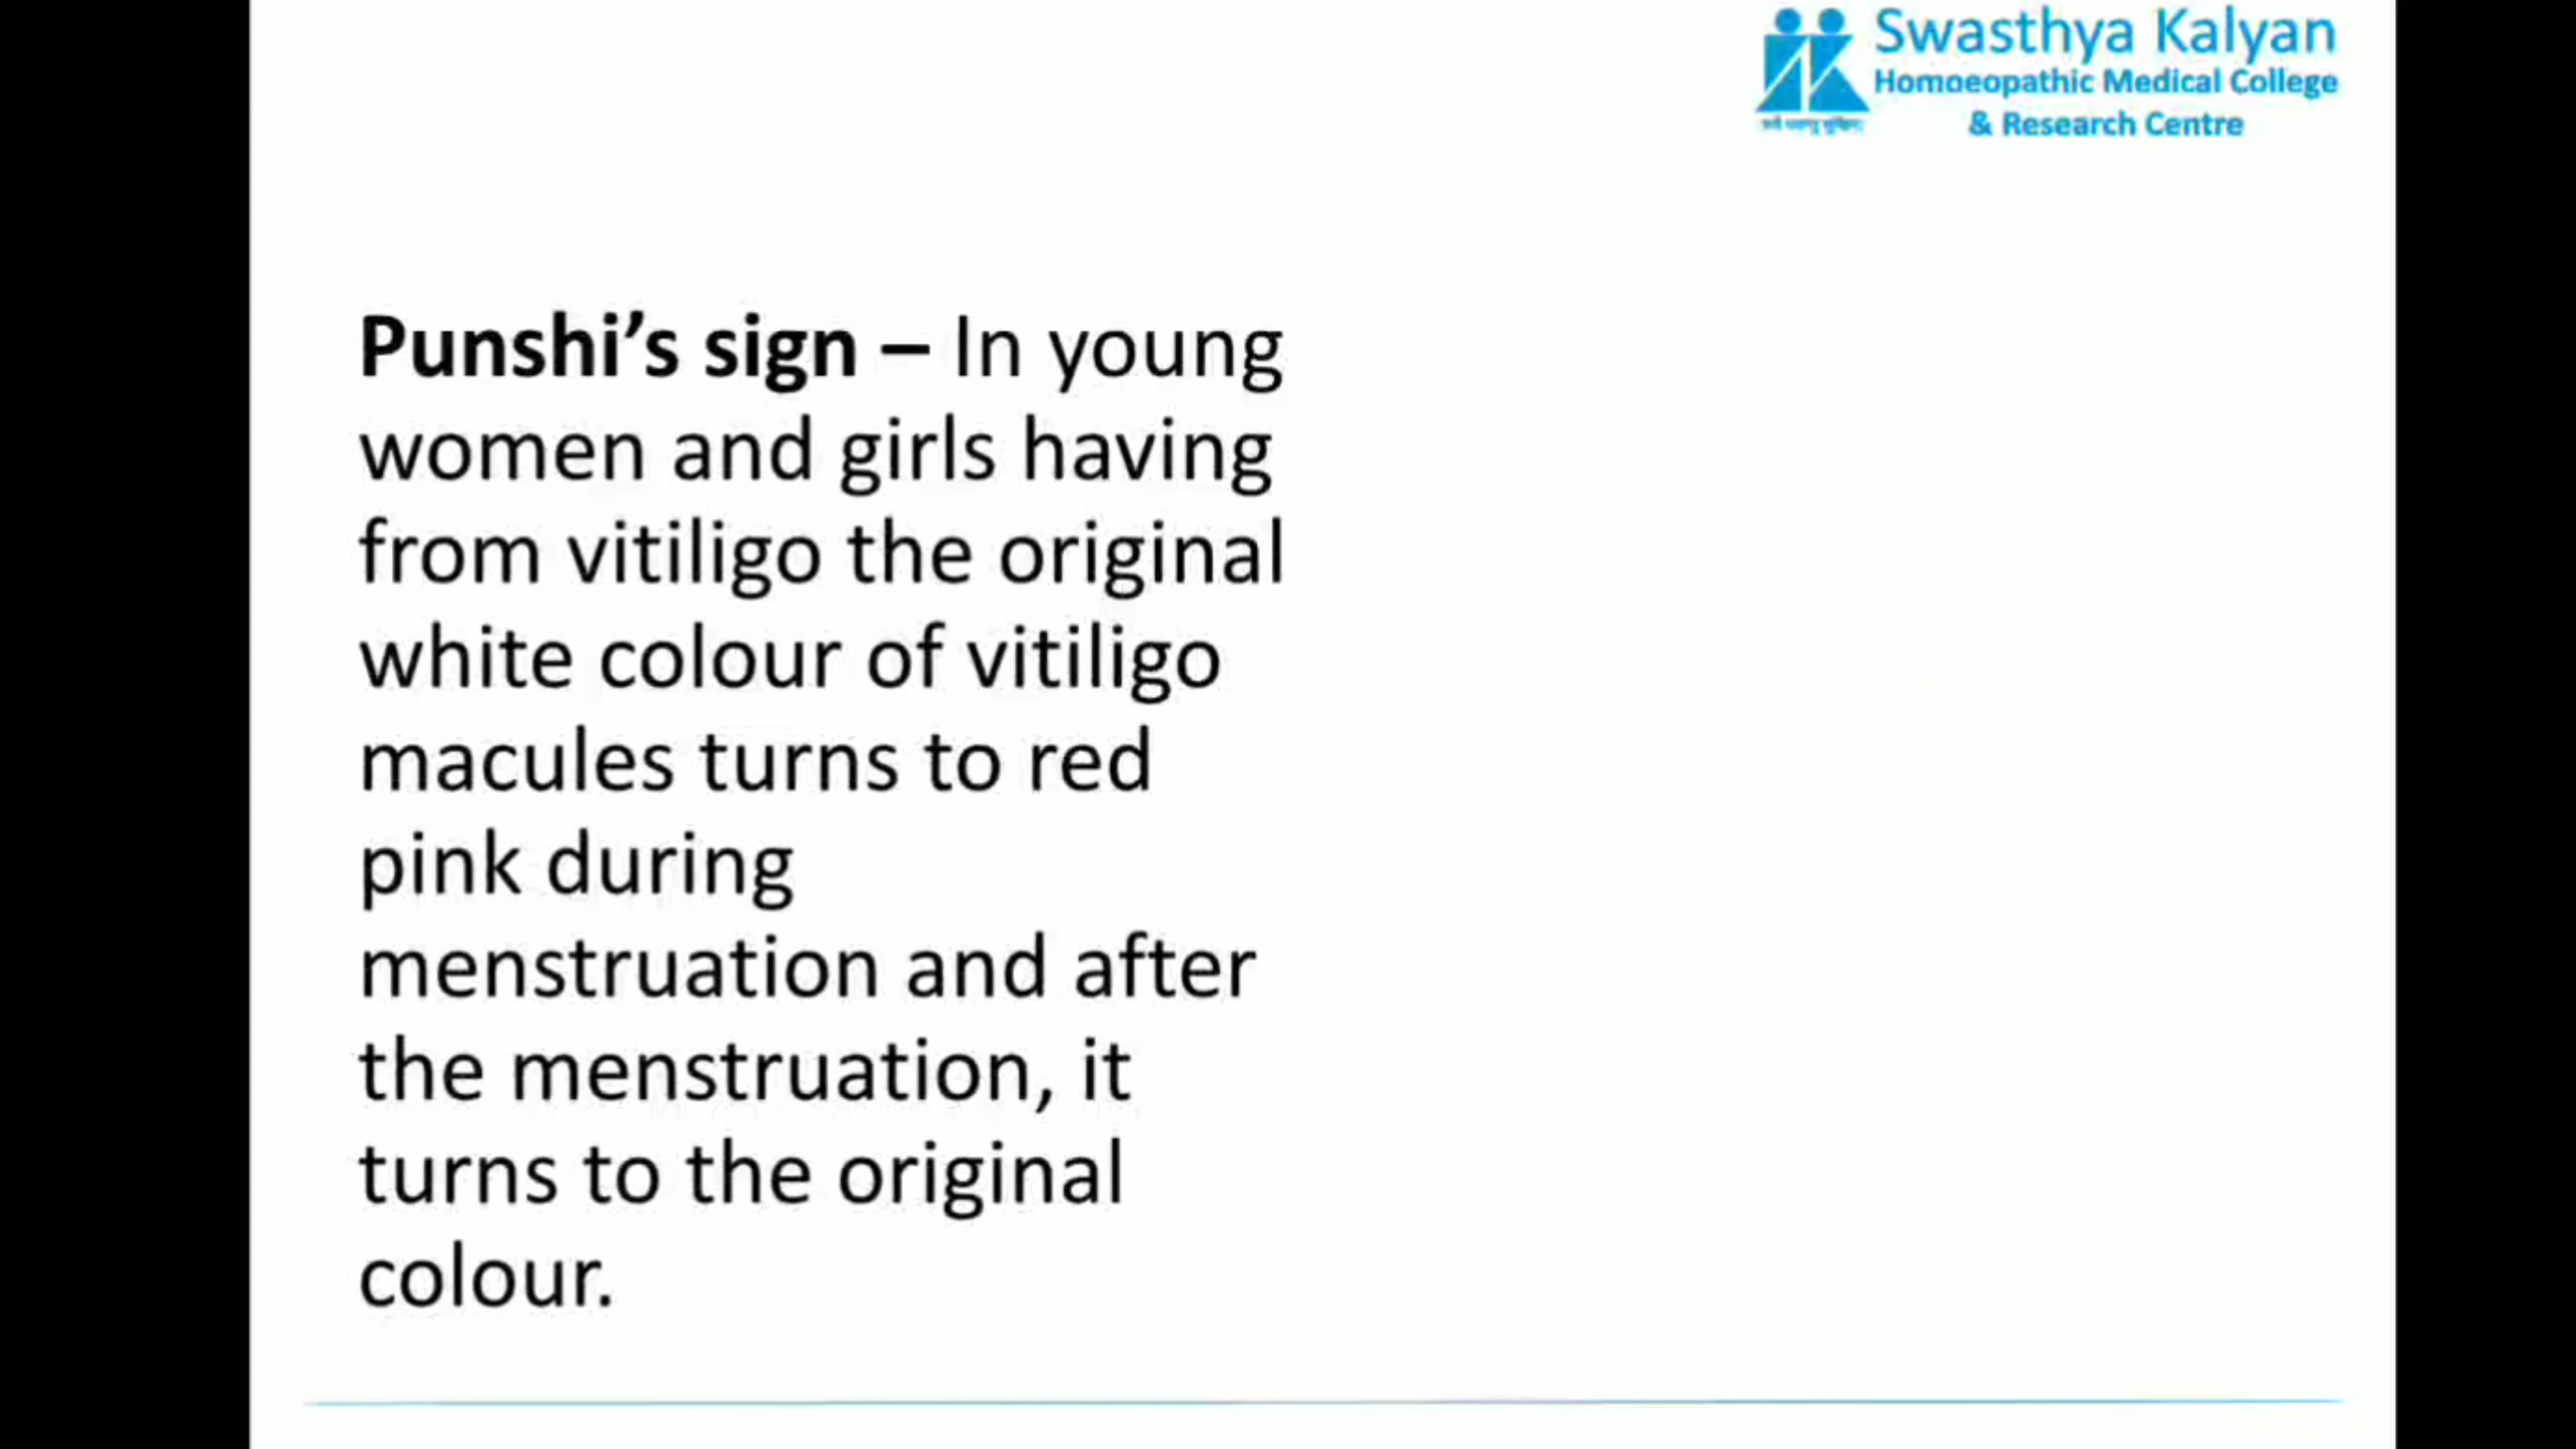 Swasthya Kalyan
Homoeopathic Medical College
& Research Centre
Punshi’s sign – In young
women and girls having
from vitiligo the original
white colour of vitiligo
macules turns to red
pink during
menstruation and after
the menstruation, it
turns to the original
colour.